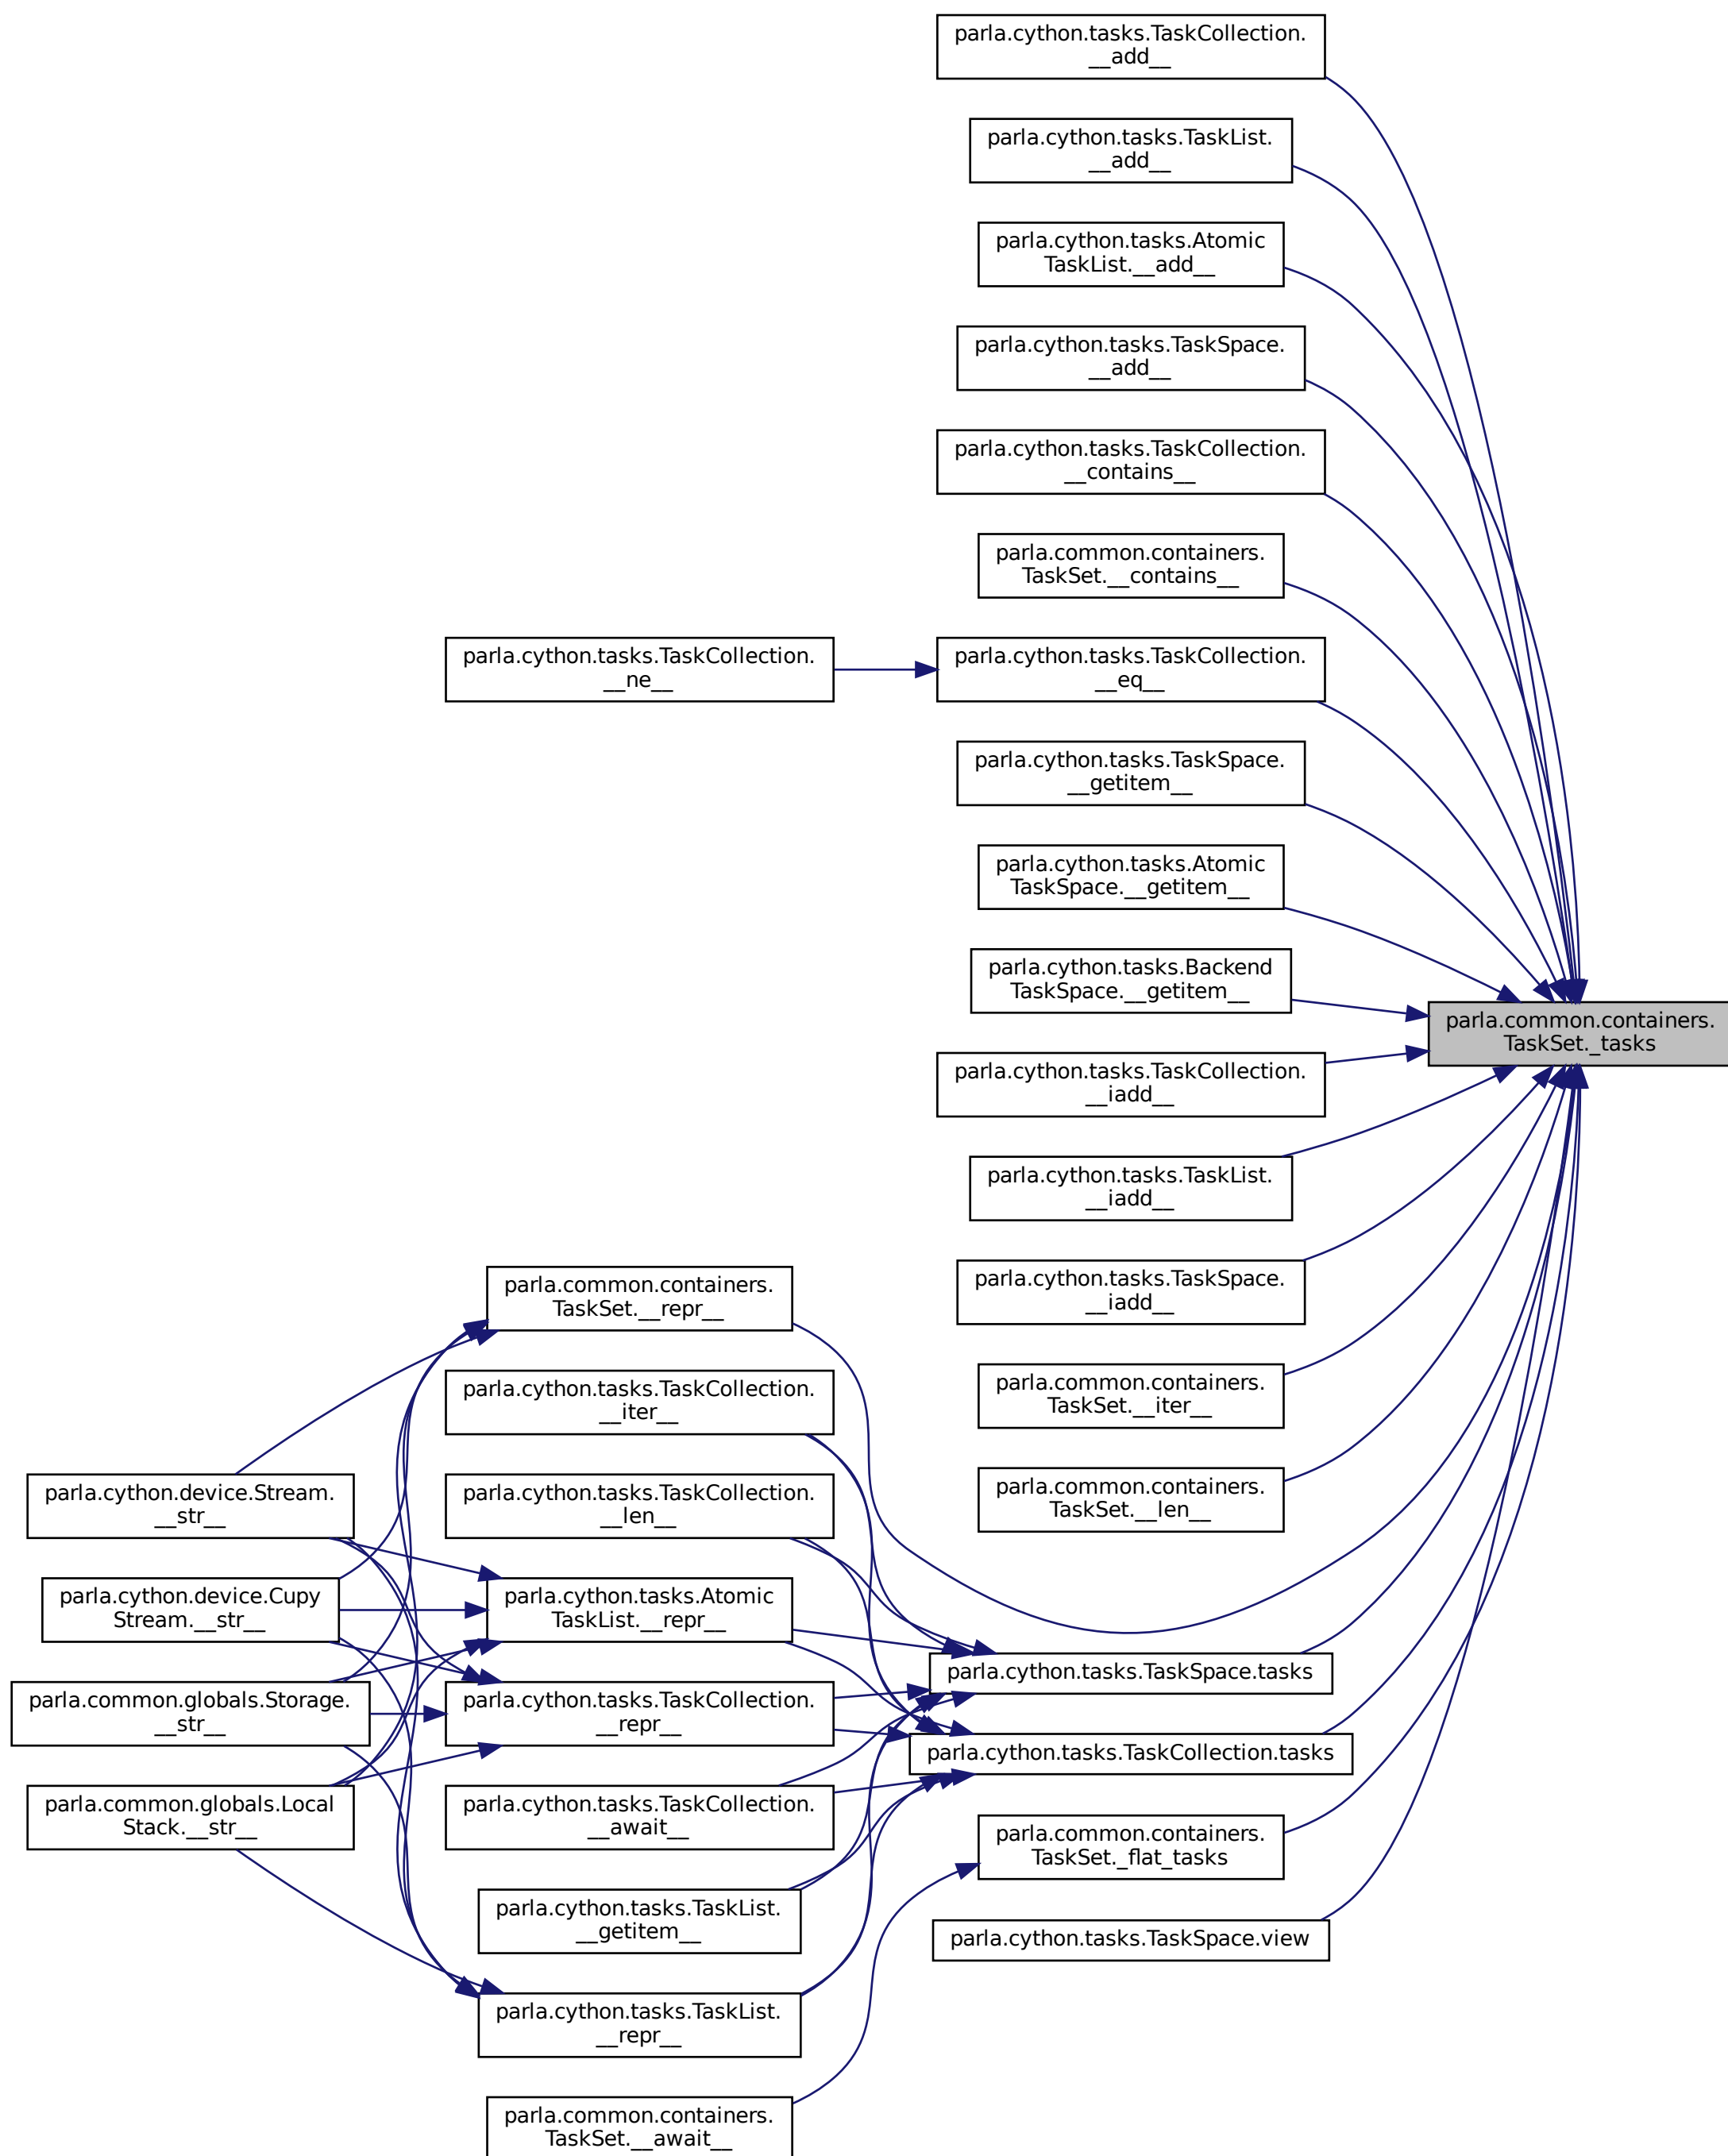 parla.cython.tasks.TaskCollection.
__add__
parla.cython.tasks.TaskList.
__add__
parla.cython.tasks.Atomic
TaskList.__add__
parla.cython.tasks.TaskSpace.
__add__
parla.cython.tasks.TaskCollection.
__contains__
parla.common.containers.
TaskSet.__contains__
parla.cython.tasks.TaskCollection.
__ne__
parla.cython.tasks.TaskCollection.
__eq__
parla.cython.tasks.TaskSpace.
__getitem__
parla.cython.tasks.Atomic
TaskSpace.__getitem__
parla.cython.tasks.Backend
TaskSpace.__getitem__
parla.common.containers.
TaskSet._tasks
parla.cython.tasks.TaskCollection.
__iadd__
parla.cython.tasks.TaskList.
__iadd__
parla.cython.tasks.TaskSpace.
__iadd__
parla.common.containers.
TaskSet.__repr__
parla.common.containers.
TaskSet.__iter__
parla.cython.tasks.TaskCollection.
__iter__
parla.common.containers.
TaskSet.__len__
parla.cython.device.Stream.
__str__
parla.cython.tasks.TaskCollection.
__len__
parla.cython.device.Cupy
Stream.__str__
parla.cython.tasks.Atomic
TaskList.__repr__
parla.cython.tasks.TaskSpace.tasks
parla.common.globals.Storage.
__str__
parla.cython.tasks.TaskCollection.
__repr__
parla.cython.tasks.TaskCollection.tasks
parla.common.globals.Local
Stack.__str__
parla.cython.tasks.TaskCollection.
__await__
parla.common.containers.
TaskSet._flat_tasks
parla.cython.tasks.TaskList.
__getitem__
parla.cython.tasks.TaskSpace.view
parla.cython.tasks.TaskList.
__repr__
parla.common.containers.
TaskSet.__await__